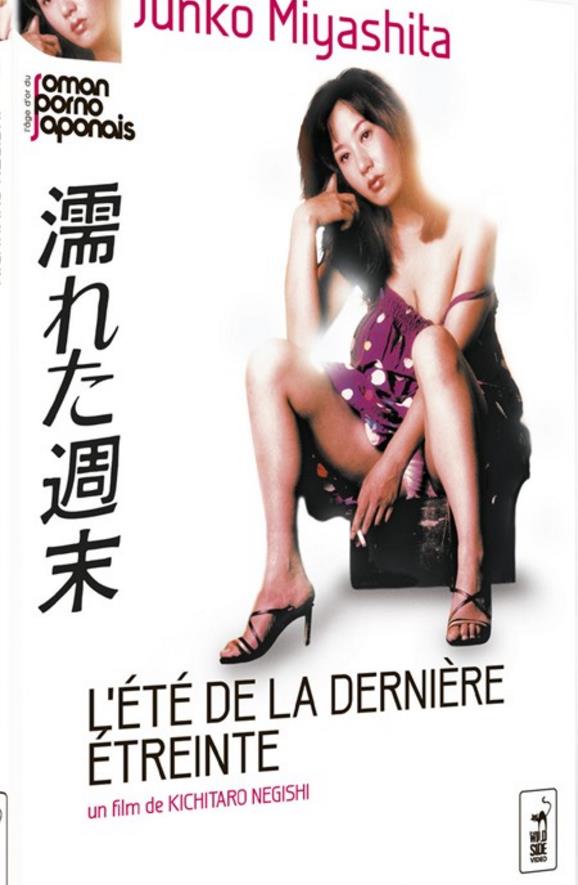 Junko Miyashita
l'âge d'or du
Roman
Porno
Japonais
濡れた週末
L'ÉTÉ DE LA DERNIÈRE
ÉTREINTE
un film de KICHITARO NEGISHI
WILD
SIDE
VIDEO